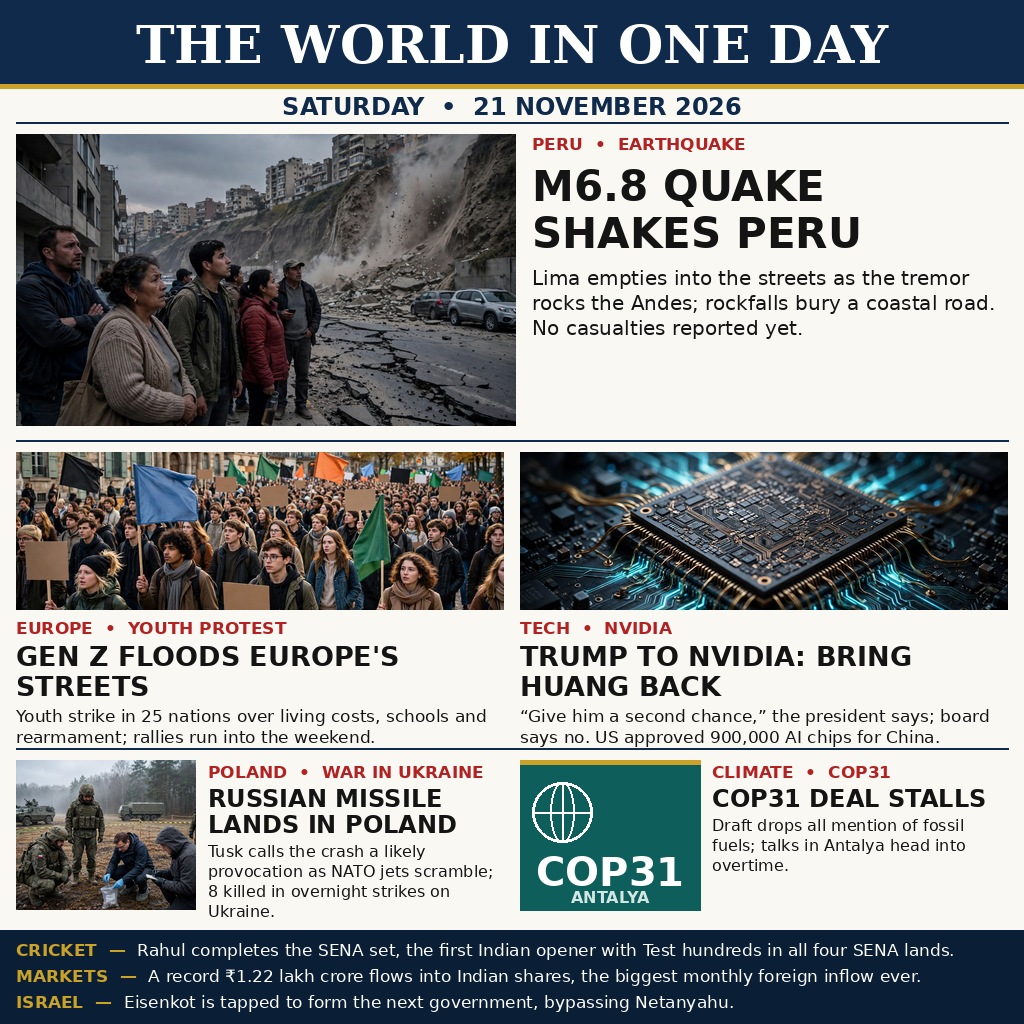 THE WORLD IN ONE DAY
SATURDAY • 21 NOVEMBER 2026
PERU • EARTHQUAKE
M6.8 QUAKE
SHAKES PERU
Lima empties into the streets as the tremor
rocks the Andes; rockfalls bury a coastal road.
No casualties reported yet.
EUROPE • YOUTH PROTEST
GEN Z FLOODS EUROPE'S
STREETS
Youth strike in 25 nations over living costs, schools and
rearmament; rallies run into the weekend.
TECH • NVIDIA
TRUMP TO NVIDIA: BRING
HUANG BACK
“Give him a second chance,” the president says; board
says no. US approved 900,000 AI chips for China.
POLAND • WAR IN UKRAINE
RUSSIAN MISSILE
LANDS IN POLAND
Tusk calls the crash a likely
provocation as NATO jets scramble;
8 killed in overnight strikes on
Ukraine.
COP31
ANTALYA
CLIMATE • COP31
COP31 DEAL STALLS
Draft drops all mention of fossil
fuels; talks in Antalya head into
overtime.
CRICKET — Rahul completes the SENA set, the first Indian opener with Test hundreds in all four SENA lands.
MARKETS — A record ₹1.22 lakh crore flows into Indian shares, the biggest monthly foreign inflow ever.
ISRAEL — Eisenkot is tapped to form the next government, bypassing Netanyahu.